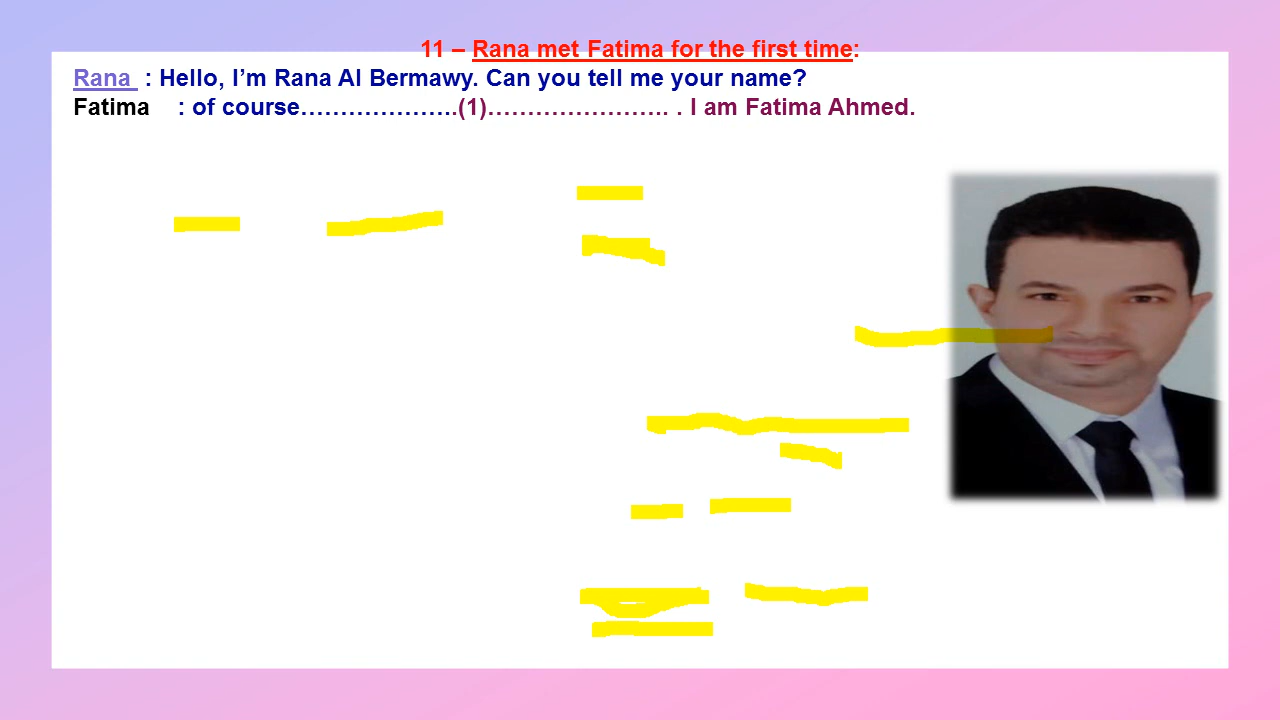 11 – Rana met Fatima for the first time:
Rana : Hello, I’m Rana Al Bermawy. Can you tell me your name?
Fatima : of course………………..(1)………………….. . I am Fatima Ahmed.